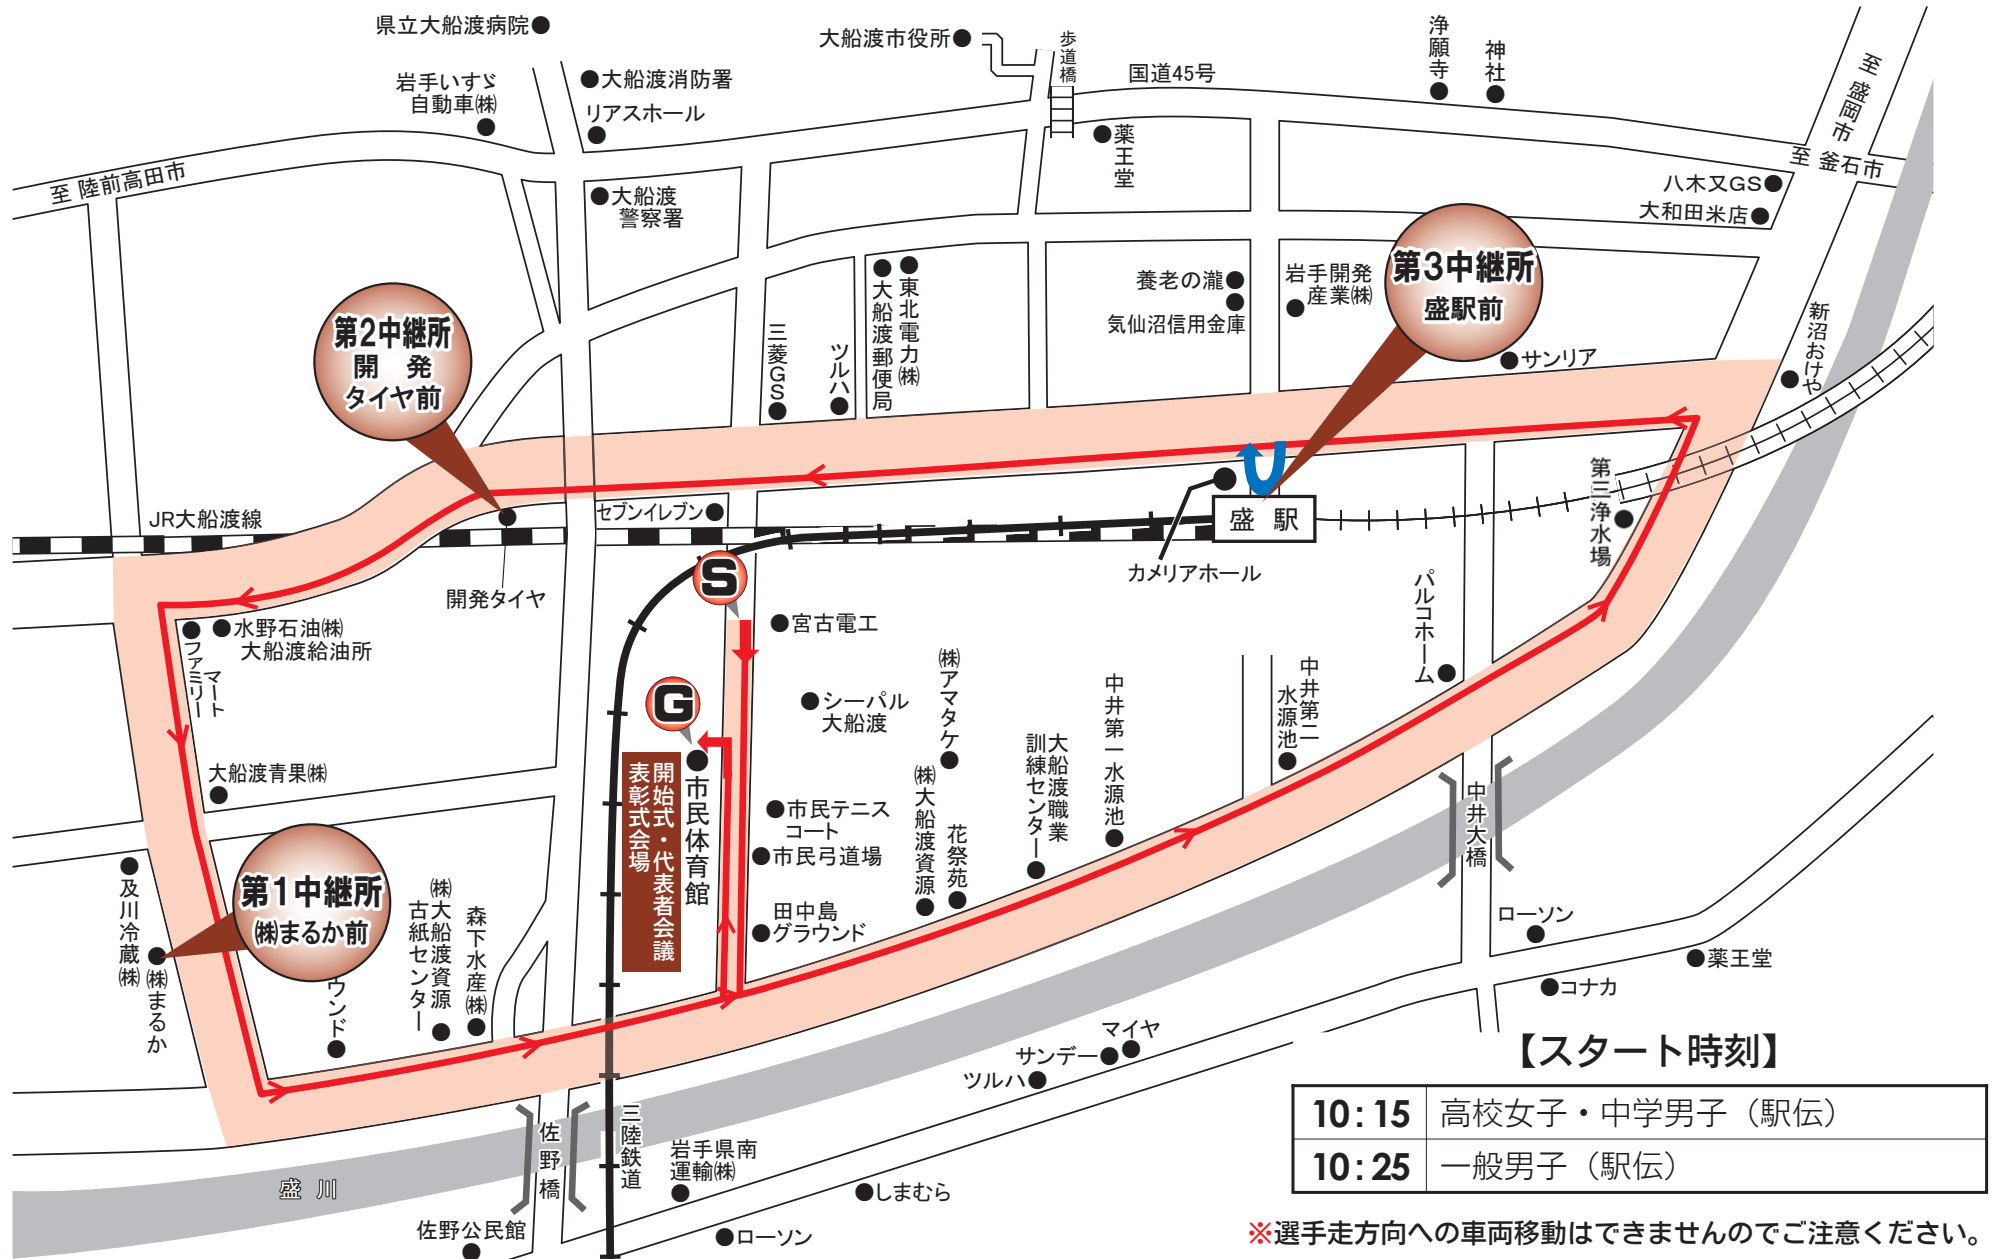 県立大船渡病院
岩手いすゞ
自動車㈱
大船渡消防署
リアスホール
大船渡市役所
歩道橋
国道45号
浄願寺
神社
至 盛岡市
至 釜石市
至 陸前高田市
薬王堂
八木又GS
大和田米店
大船渡
警察署
第2中継所
開 発
タイヤ前
三菱GS
ツルハ
大船渡郵便局
東北電力㈱
養老の瀧
気仙沼信用金庫
岩手開発
産業㈱
第3中継所
盛駅前
サンリア
新沼おけや
JR大船渡線
セブンイレブン
盛 駅
カメリアホール
第三浄水場
開発タイヤ
S
宮古電工
水野石油㈱
大船渡給油所
ファミリー
マート
G
シーパル
大船渡
㈱アマタケ
中井第一水源池
中井第二
水源池
パルコホーム
大船渡青果㈱
開始式・代表者会議
表彰式会場
市民体育館
市民テニス
コート
市民弓道場
田中島
グラウンド
㈱大船渡資源
花祭苑
大船渡職業
訓練センター
中井大橋
第1中継所
㈱まるか前
及川冷蔵㈱
㈱まるか
ウンド
㈱大船渡資源
古紙センター
森下水産㈱
ローソン
薬王堂
コナカ
マイヤ
サンデー
ツルハ
三陸鉄道
佐野橋
盛 川
岩手県南
運輸㈱
しまむら
佐野公民館
ローソン
【スタート時刻】
10:15 高校女子・中学男子（駅伝）
10:25 一般男子（駅伝）
※選手走方向への車両移動はできませんのでご注意ください。